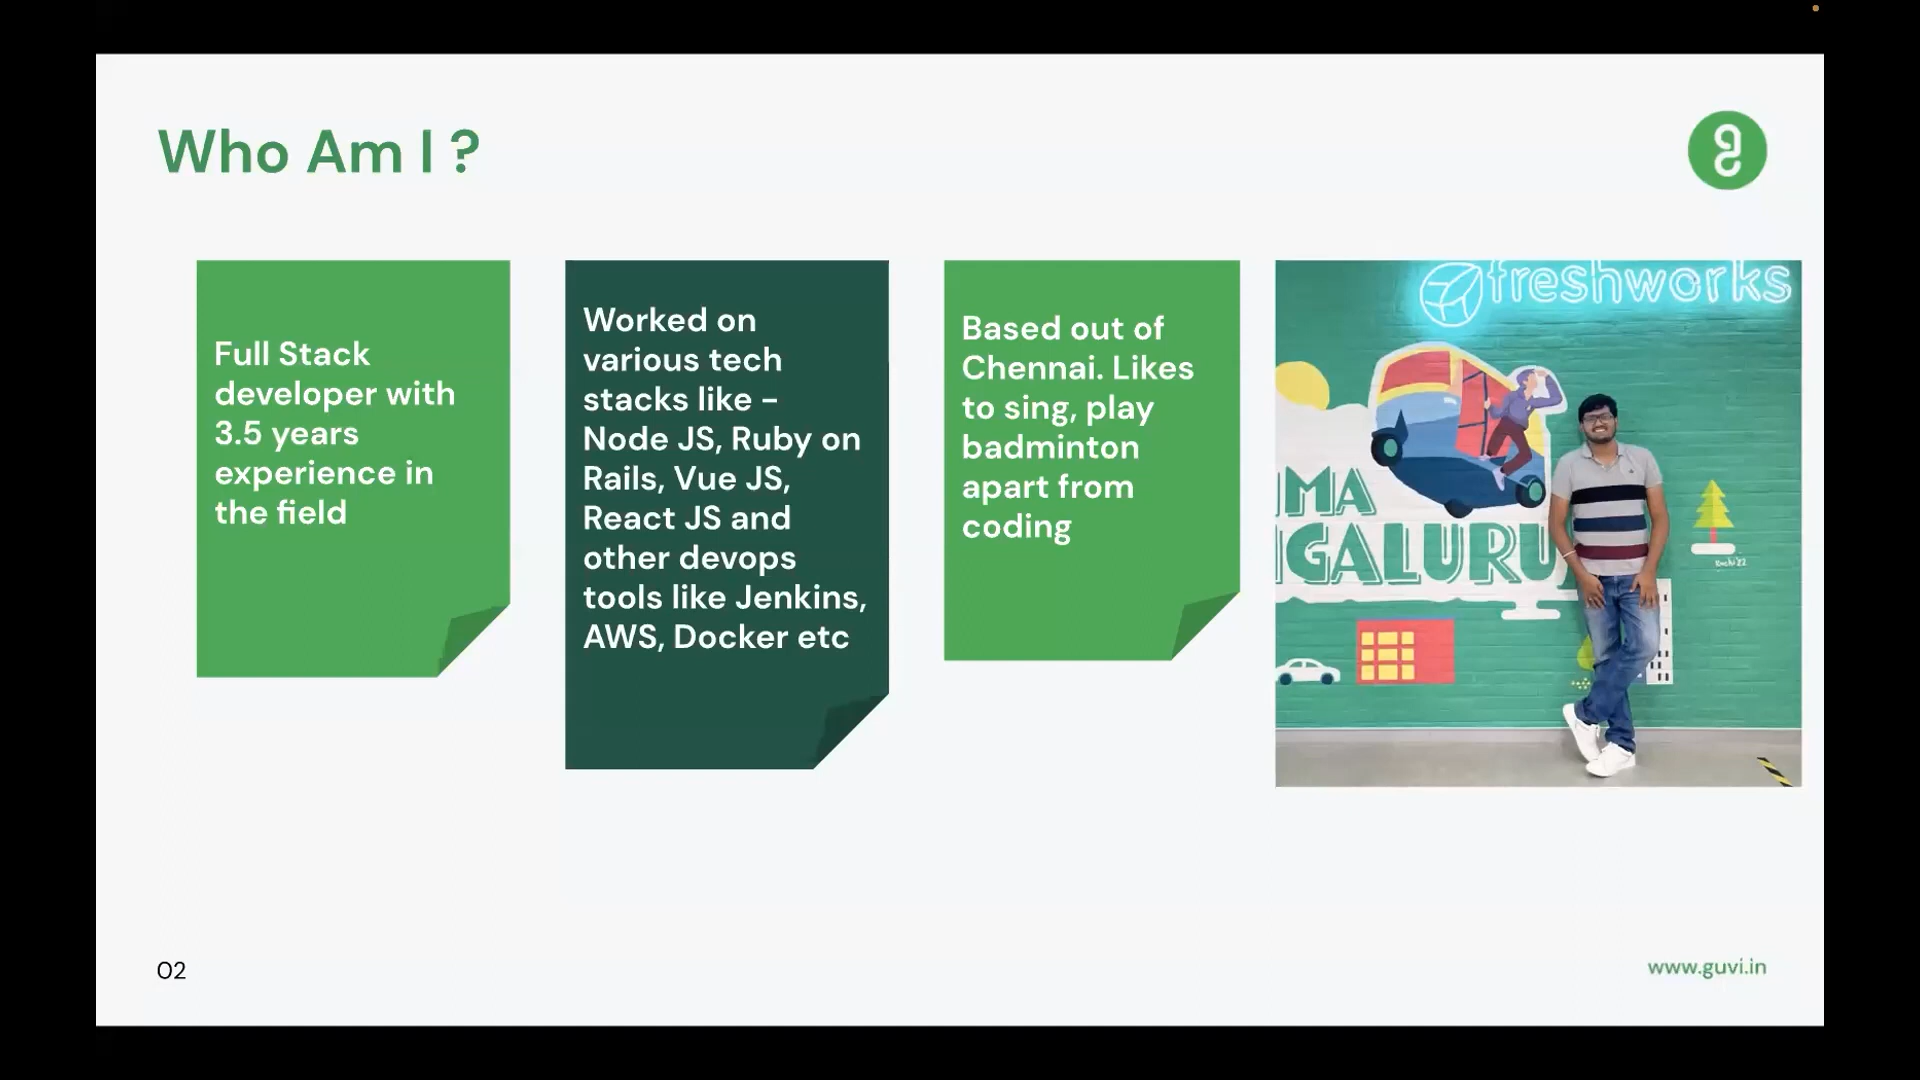 Who Am I ?
Full Stack
developer with
3.5 years
experience in
the field
Worked on
various tech
stacks like -
Node JS, Ruby on
Rails, Vue JS,
React JS and
other devops
tools like Jenkins,
AWS, Docker etc
Based out of
Chennai. Likes
to sing, play
badminton
apart from
coding
freshworks
MA
GALURU
02
www.guvi.in